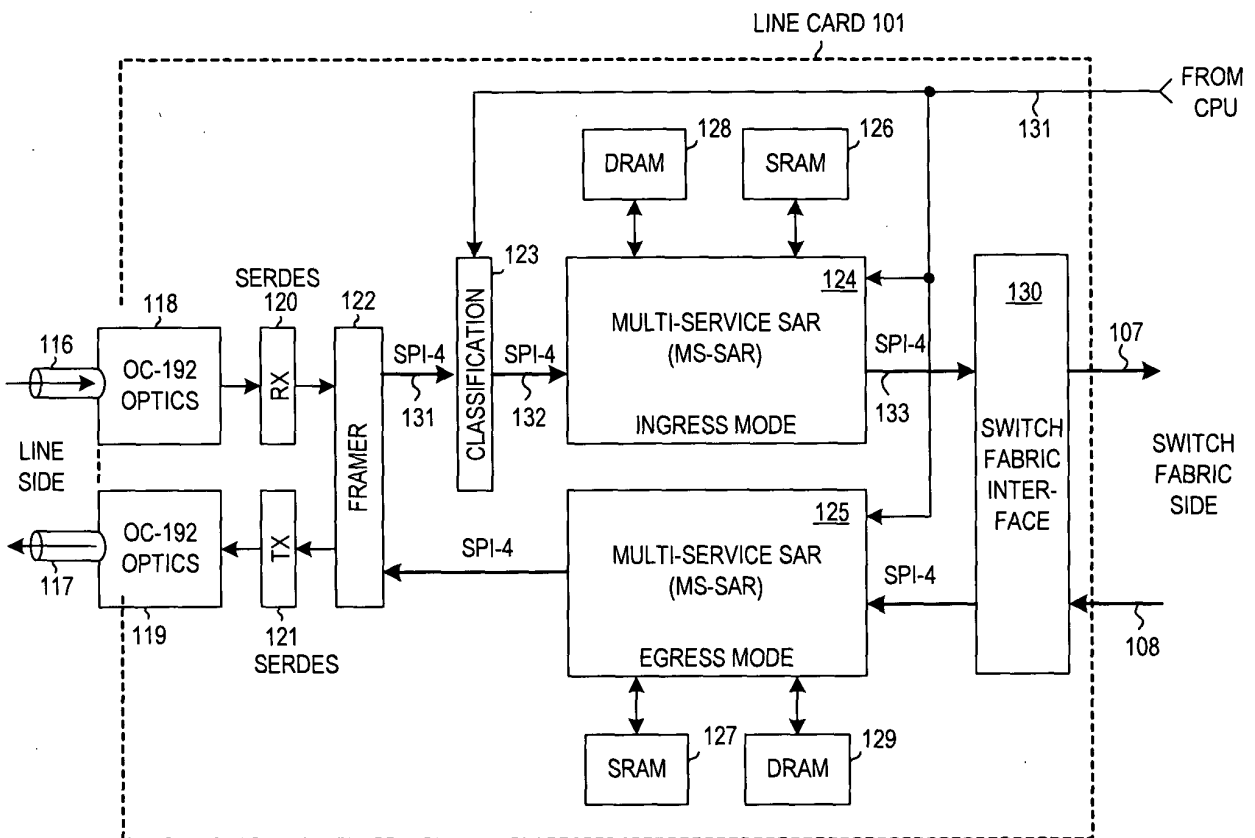 LINE CARD 101
FROM
CPU
131
128
DRAM
126
SRAM
123
CLASSIFICATION
SERDES
120
RX
122
FRAMER
118
OC-192
OPTICS
116
LINE
SIDE
SPI-4
131
SPI-4
132
124
MULTI-SERVICE SAR
(MS-SAR)
INGRESS MODE
SPI-4
133
130
SWITCH
FABRIC
INTER-
FACE
107
SWITCH
FABRIC
SIDE
108
117
OC-192
OPTICS
119
TX
121
SERDES
SPI-4
125
MULTI-SERVICE SAR
(MS-SAR)
EGRESS MODE
SPI-4
127
SRAM
129
DRAM